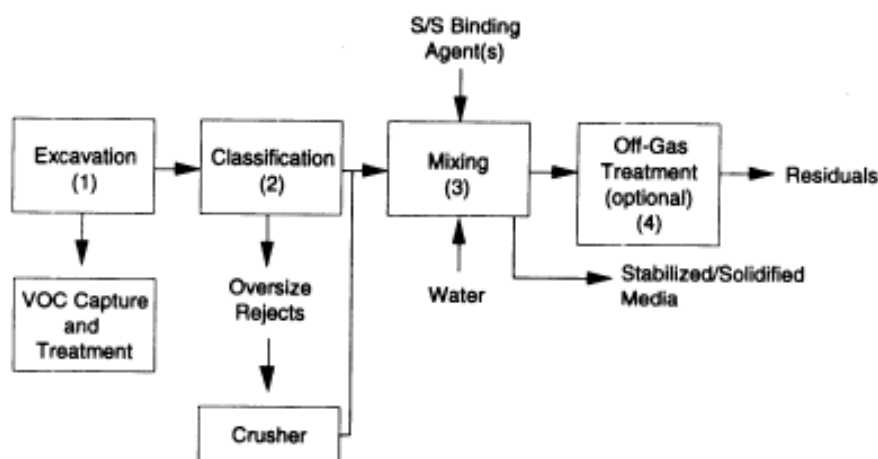 S/S Binding
Agent(s)
Excavation
(1)
Classification
(2)
Mixing
(3)
Off-Gas
Treatment
(optional)
(4)
Residuals
VOC Capture
and
Treatment
Oversize
Rejects
Water
Stabilized/Solidified
Media
Crusher